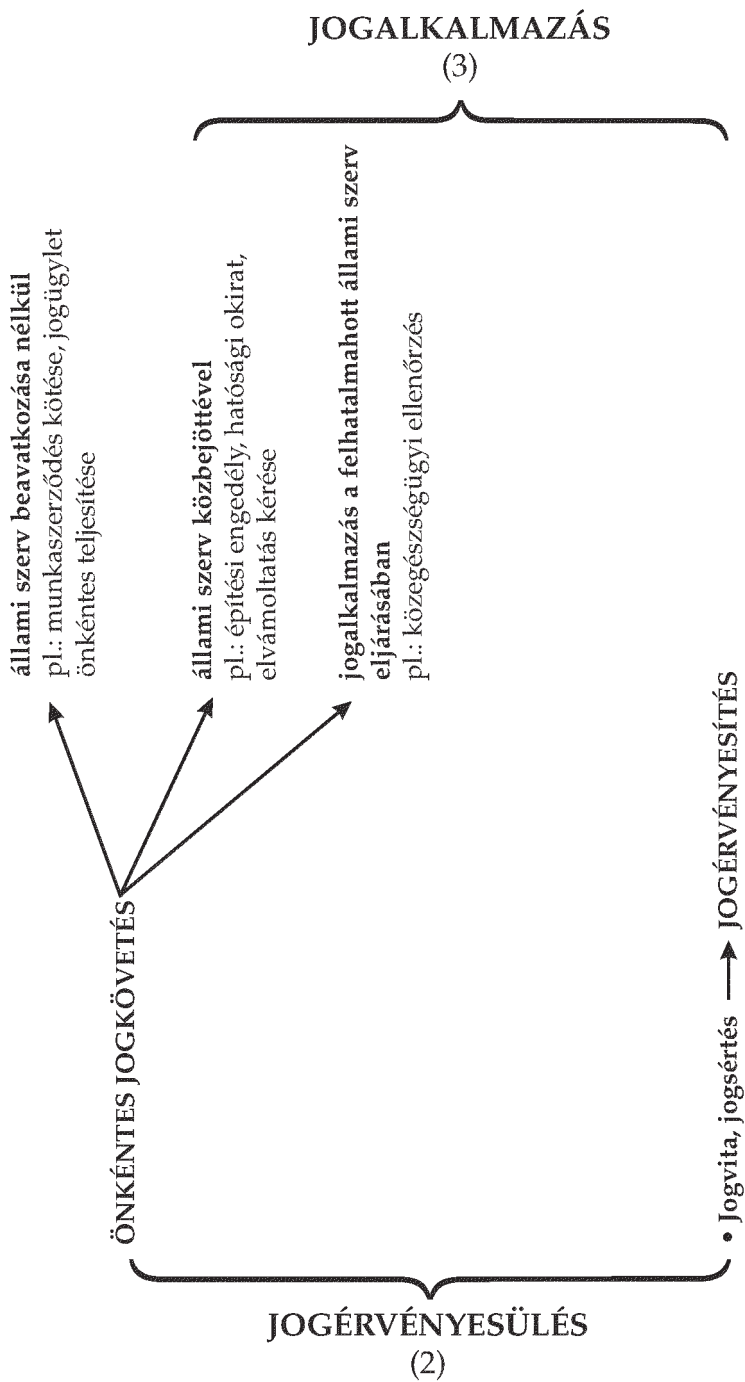 JOGALKALMAZÁS
(3)
állami szerv beavatkozása nélkül
pl.: munkaszerződés kötése, jogügylet
önkéntes teljesítése
állami szerv közbejöttével
pl.: építési engedély, hatósági okirat,
elvámoltatás kérése
jogalkalmazás a felhatalmahott állami szerv
eljárásában
pl.: közegészségügyi ellenőrzés
ÖNKÉNTES JOGKÖVETÉS
• Jogvita, jogsértés
JOGÉRVÉNYESÍTÉS
JOGÉRVÉNYESÜLÉS
(2)